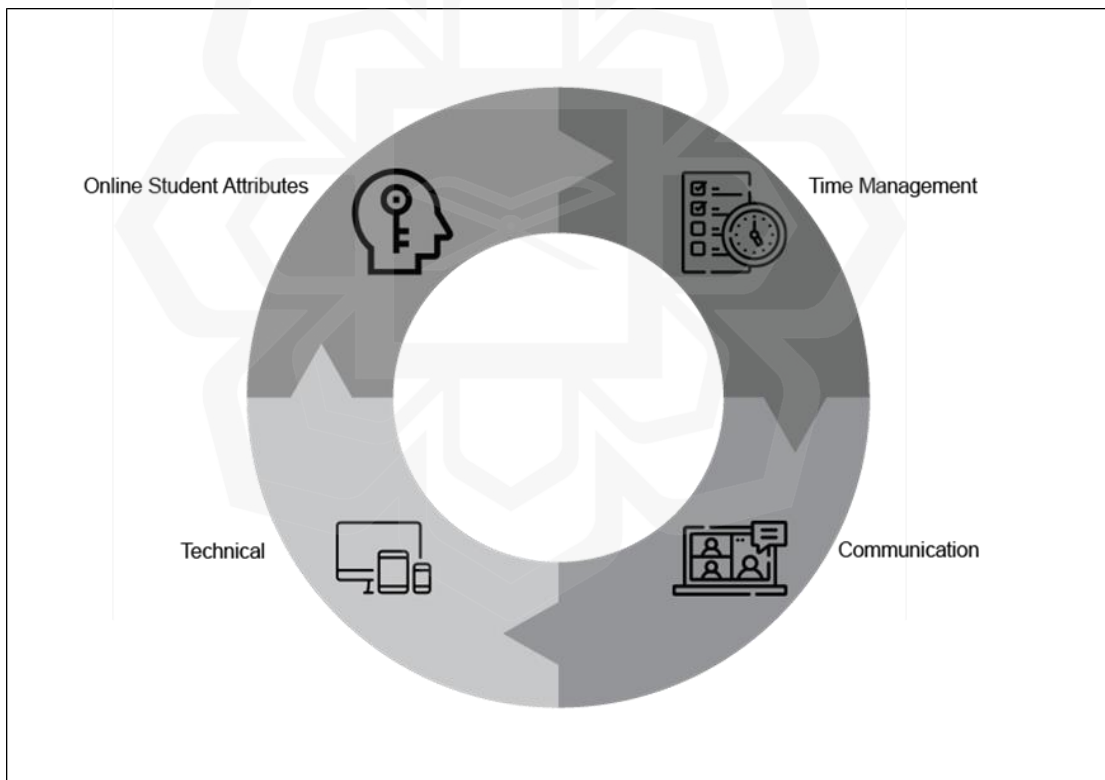 Online Student Attributes
Time Management
Technical
Communication